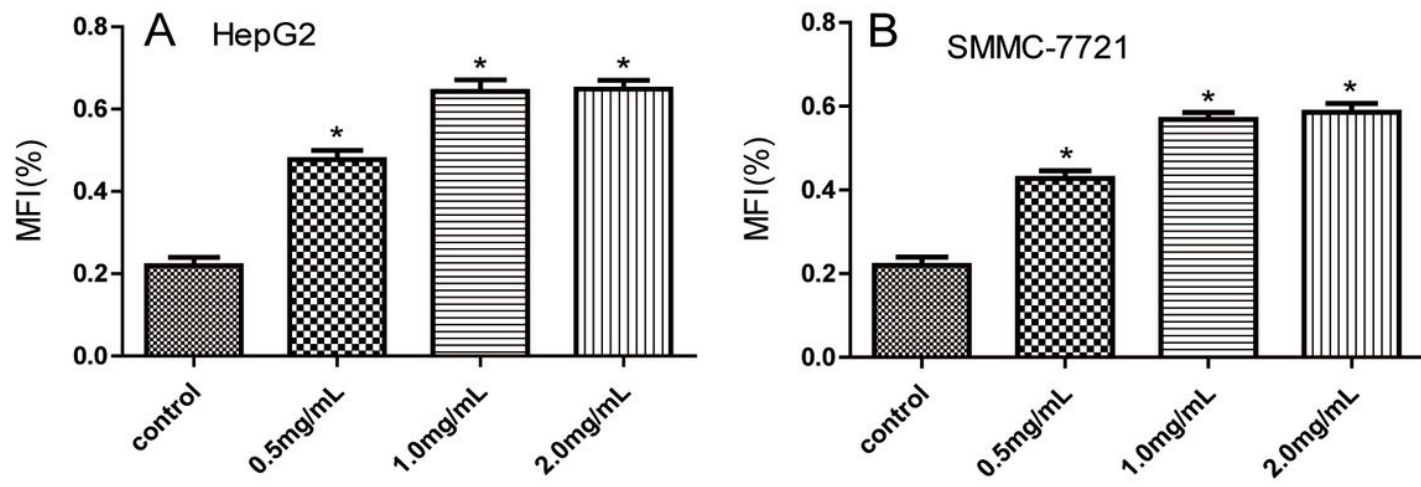 A HepG2
MFI(%)
0.8
0.6
0.4
0.2
0.0
*
*
*
control
0.5mg/mL
1.0mg/mL
2.0mg/mL
B SMMC-7721
MFI(%)
0.8
0.6
0.4
0.2
0.0
*
*
*
control
0.5mg/mL
1.0mg/mL
2.0mg/mL